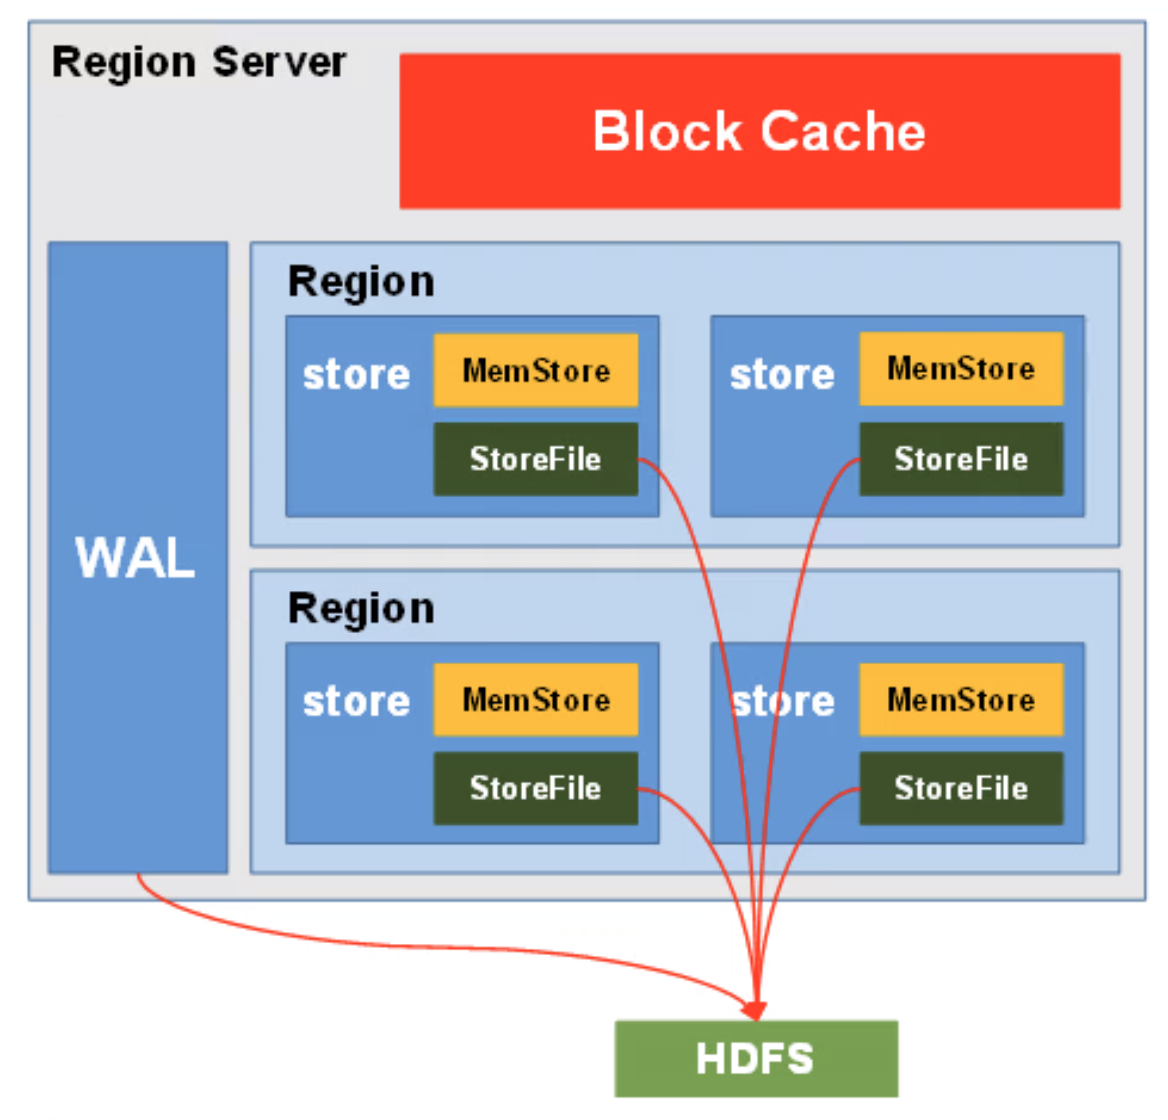 Region Server
Block Cache
WAL
Region
store
MemStore
StoreFile
store
MemStore
StoreFile
Region
store
MemStore
StoreFile
store
MemStore
StoreFile
HDFS